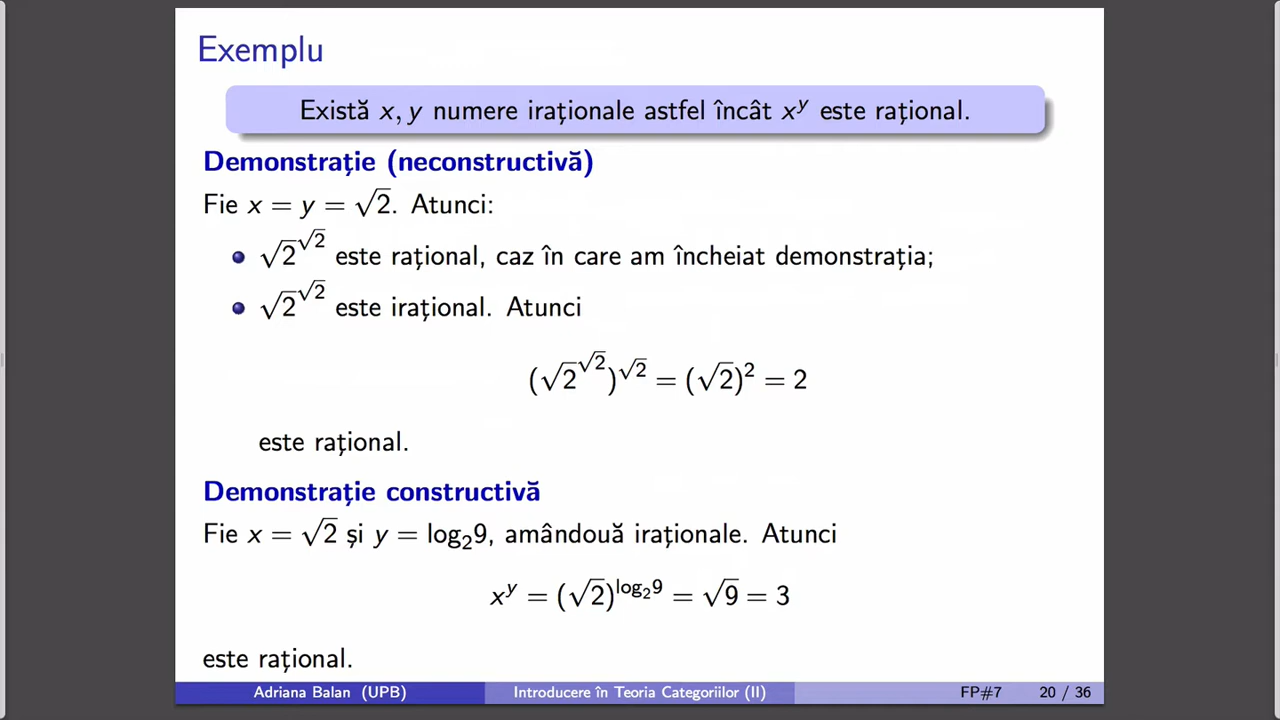 Exemplu
Există x, y numere iraționale astfel încât x^y este rațional.
Demonstrație (neconstructivă)
Fie x = y = √2. Atunci:
√2^√2 este rațional, caz în care am încheiat demonstrația;
√2^√2 este irațional. Atunci
(√2^√2)^√2 = (√2)^2 = 2
este rațional.
Demonstrație constructivă
Fie x = √2 și y = log₂9, amândouă iraționale. Atunci
x^y = (√2)^log₂9 = √9 = 3
este rațional.
Adriana Balan (UPB) Introducere în Teoria Categoriilor (II) FP#7 20 / 36